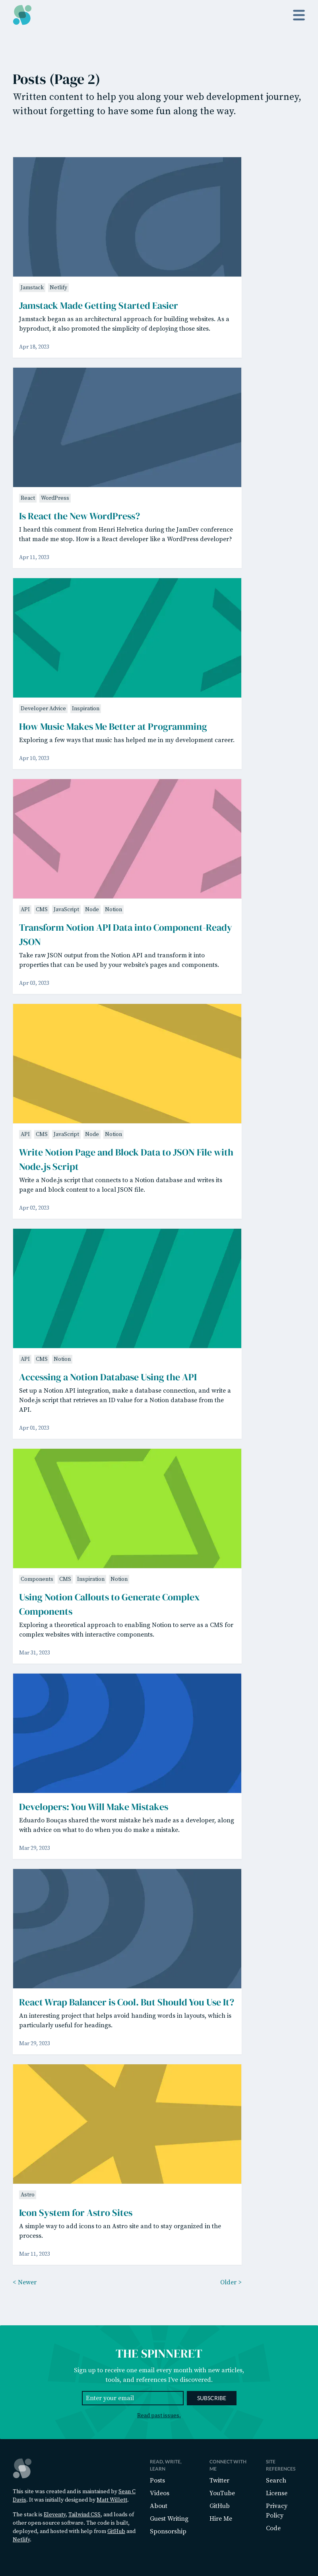 Posts (Page 2)
Written content to help you along your web development journey,
without forgetting to have some fun along the way.
Jamstack Netlify
Jamstack Made Getting Started Easier
Jamstack began as an architectural approach for building websites. As a
byproduct, it also promoted the simplicity of deploying those sites.
Apr 18, 2023
React WordPress
Is React the New WordPress?
I heard this comment from Henri Helvetica during the JamDev conference
that made me stop. How is a React developer like a WordPress developer?
Apr 11, 2023
Developer Advice Inspiration
How Music Makes Me Better at Programming
Exploring a few ways that music has helped me in my development career.
Apr 10, 2023
API CMS JavaScript Node Notion
Transform Notion API Data into Component-Ready
JSON
Take raw JSON output from the Notion API and transform it into
properties that can be used by your website's pages and components.
Apr 03, 2023
API CMS JavaScript Node Notion
Write Notion Page and Block Data to JSON File with
Node.js Script
Write a Node.js script that connects to a Notion database and writes its
page and block content to a local JSON file.
Apr 02, 2023
API CMS Notion
Accessing a Notion Database Using the API
Set up a Notion API integration, make a database connection, and write a
Node.js script that retrieves an ID value for a Notion database from the
API.
Apr 01, 2023
Components CMS Inspiration Notion
Using Notion Callouts to Generate Complex
Components
Exploring a theoretical approach to enabling Notion to serve as a CMS for
complex websites with interactive components.
Mar 31, 2023
Developers: You Will Make Mistakes
Eduardo Bouças shared the worst mistake he's made as a developer, along
with advice on what to do when you do make a mistake.
Mar 29, 2023
React Wrap Balancer is Cool. But Should You Use It?
An interesting project that helps avoid handing words in layouts, which is
particularly useful for headings.
Mar 29, 2023
Astro
Icon System for Astro Sites
A simple way to add icons to an Astro site and to stay organized in the
process.
Mar 11, 2023
< Newer
Older >
THE SPINNERET
Sign up to receive one email every month with new articles,
tools, and references I've discovered.
Enter your email
SUBSCRIBE
Read past issues.
This site was created and is maintained by Sean C
Davis. It was initially designed by Matt Willett.
The stack is Eleventy, Tailwind CSS, and loads of
other open-source software. The code is built,
deployed, and hosted with help from GitHub and
Netlify.
READ. WRITE.
LEARN
Posts
Videos
About
Guest Writing
Sponsorship
CONNECT WITH
ME
Twitter
YouTube
GitHub
Hire Me
SITE
REFERENCES
Search
License
Privacy
Policy
Code